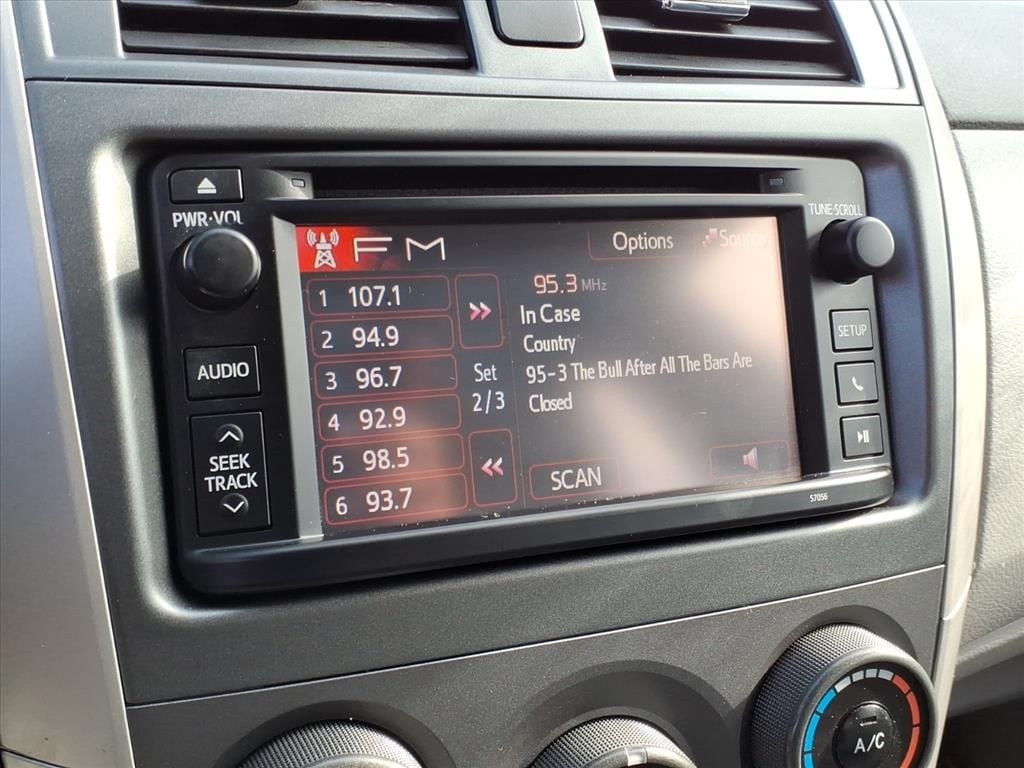 PWR·VOL
AUDIO
SEEK
TRACK
FM
Options
Source
1 107.1
2 94.9
3 96.7
4 92.9
5 98.5
6 93.7
Set
2/3
95.3 MHz
In Case
Country
95-3 The Bull After All The Bars Are
Closed
SCAN
TUNE·SCROLL
SETUP
57056
A/C